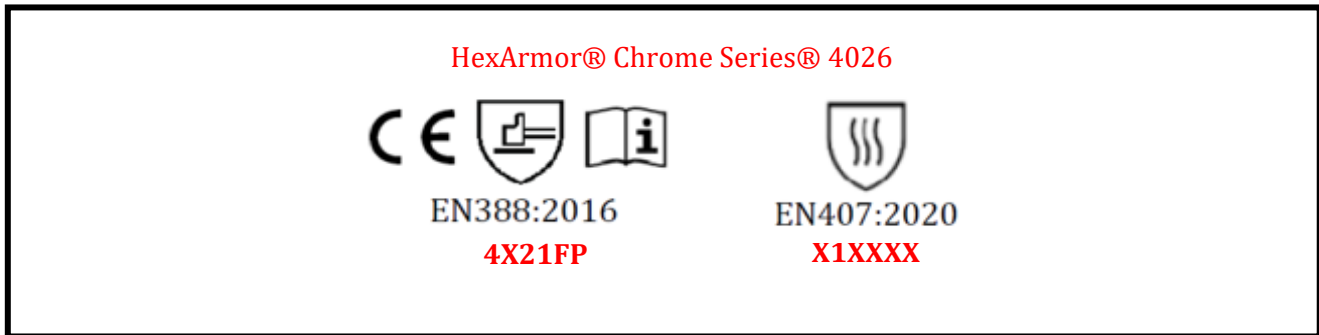 HexArmor® Chrome Series® 4026
CE i
EN388:2016 EN407:2020
4X21FP X1XXXX